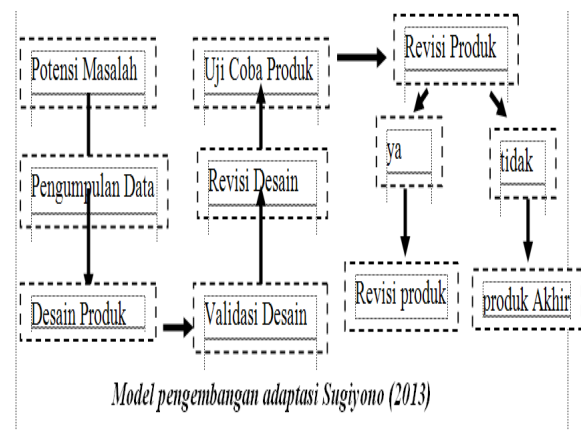 Potensi Masalah
Pengumpulan Data
Desain Produk
Validasi Desain
Revisi Desain
Uji Coba Produk
Revisi Produk
ya
tidak
Revisi produk
produk Akhir
Model pengembangan adaptasi Sugiyono (2013)